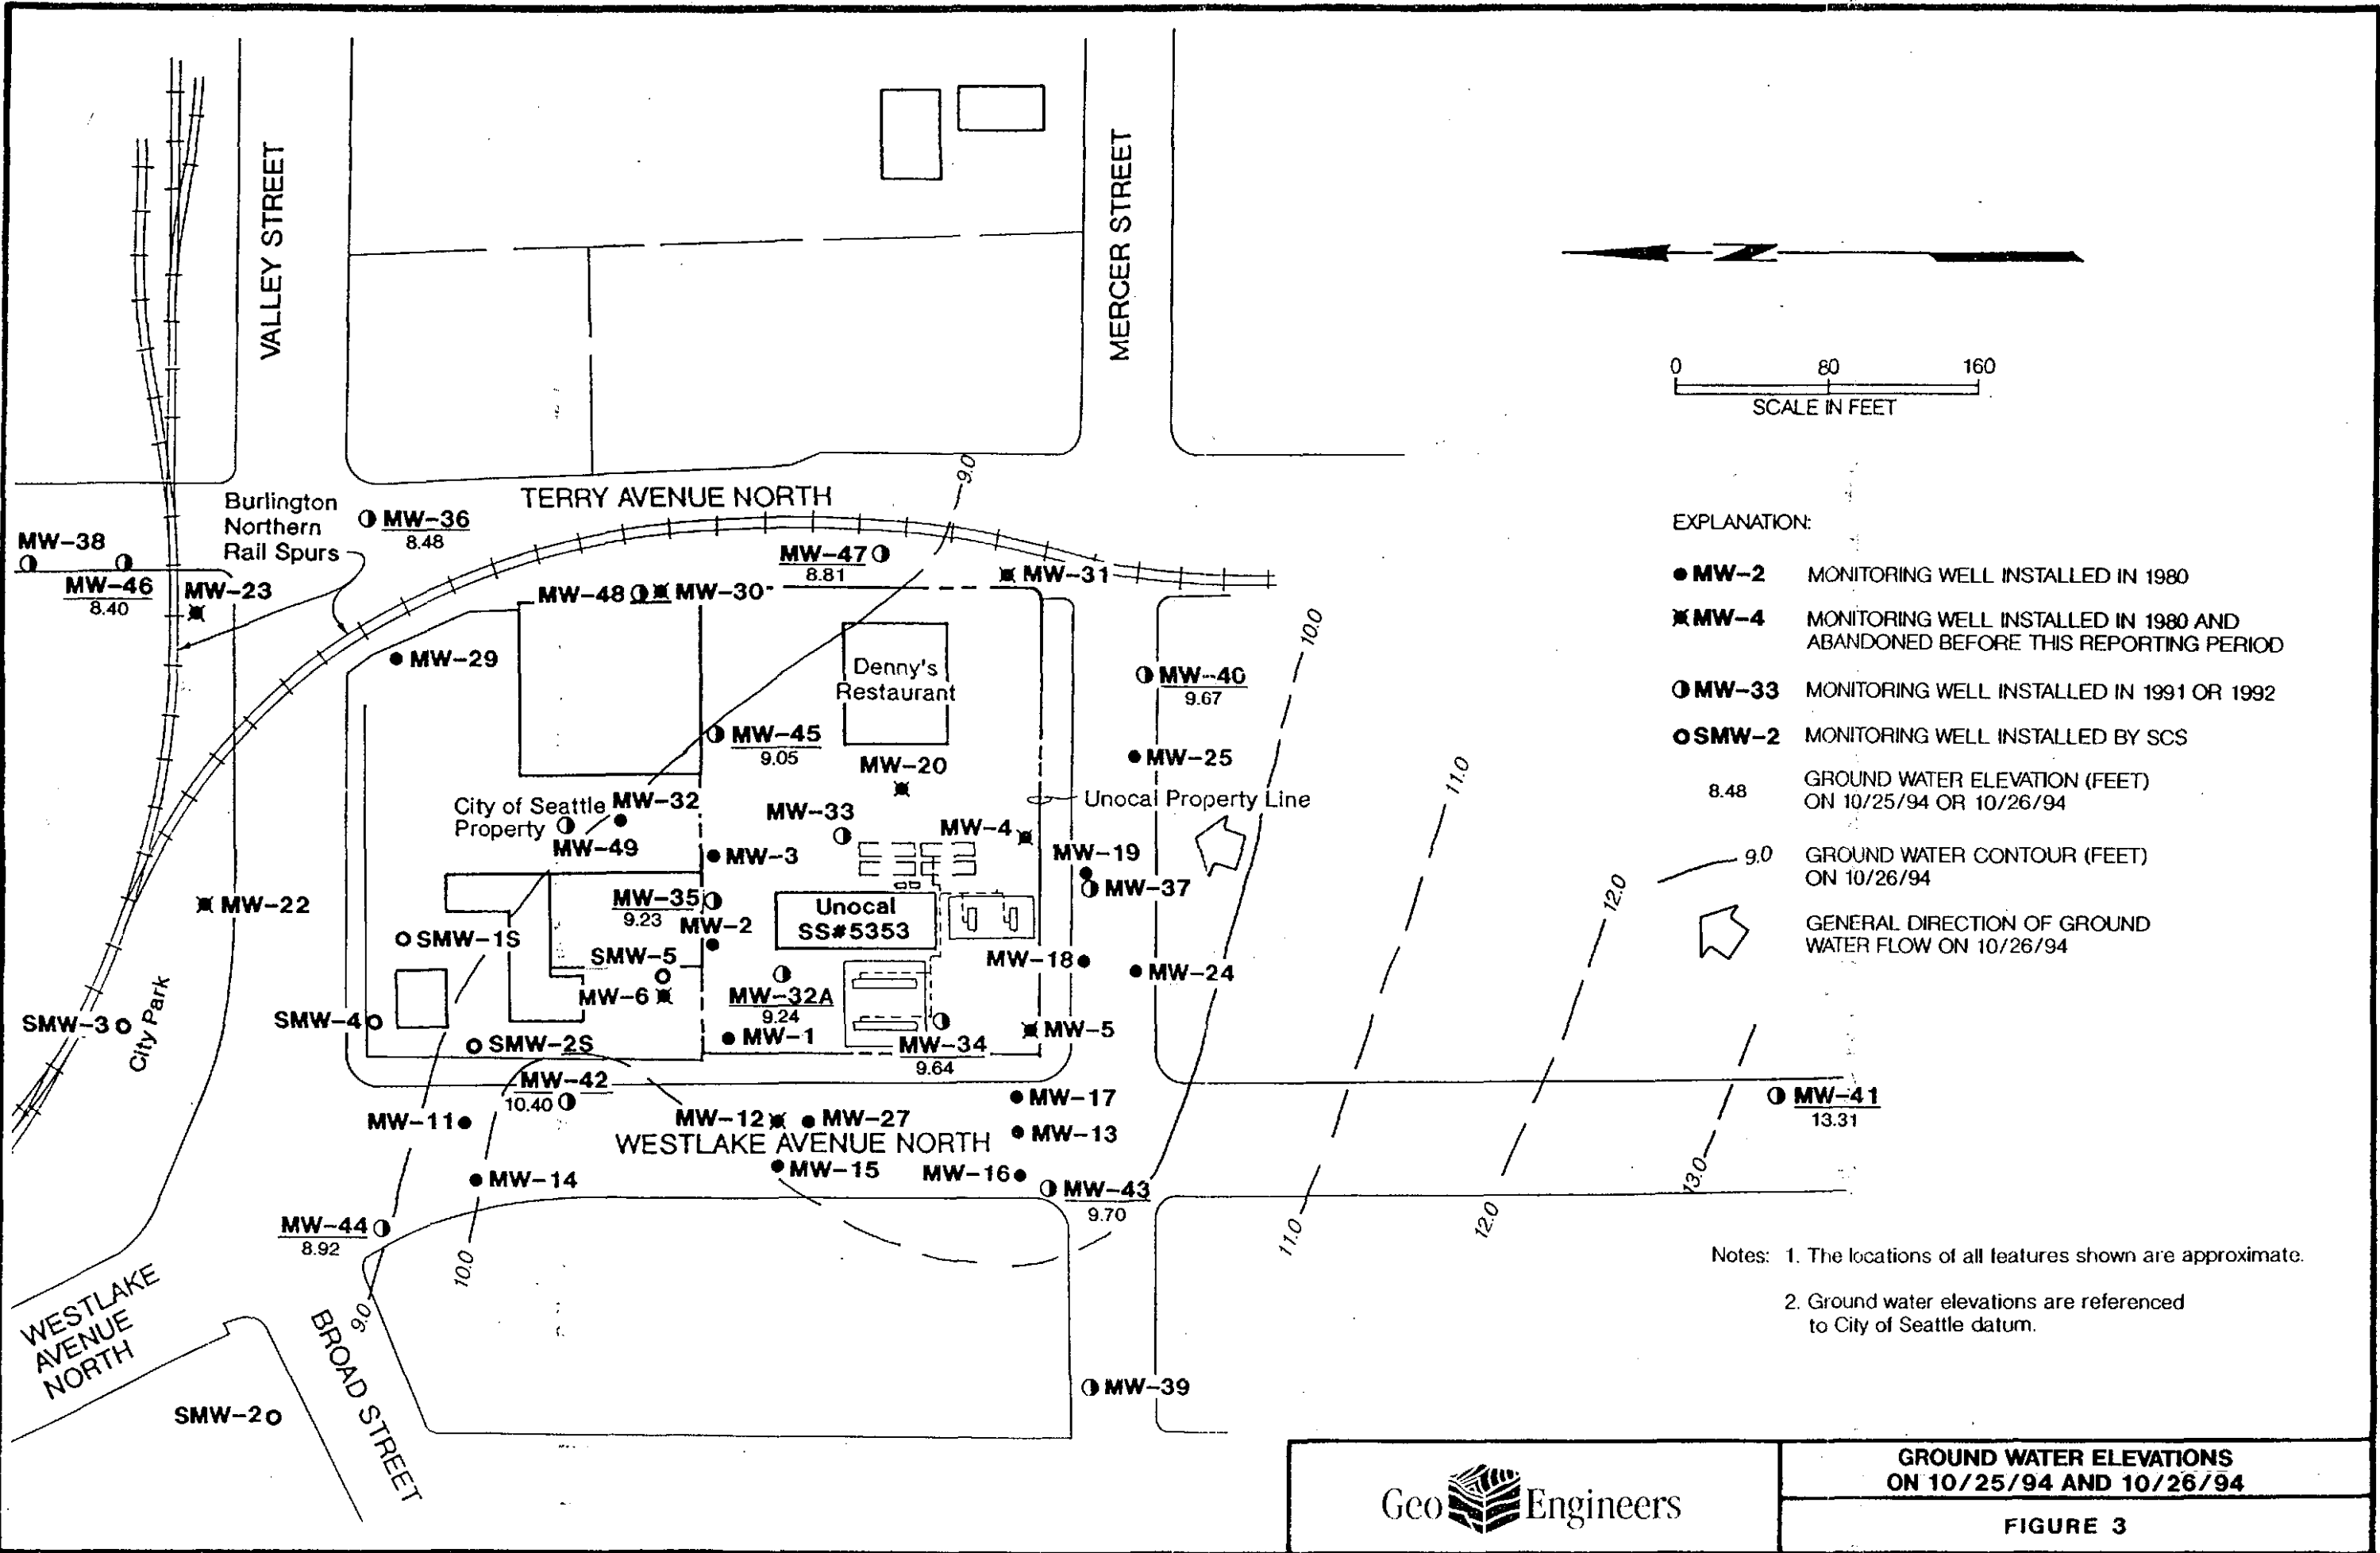 VALLEY STREET
MERCER STREET
0 80 160
SCALE IN FEET
TERRY AVENUE NORTH
9.0
Burlington
Northern
Rail Spurs
MW-36
8.48
MW-38
MW-46
8.40
MW-23
MW-47
8.81
MW-31
MW-48
MW-30
10.0
MW-29
Denny's
Restaurant
MW-40
9.67
MW-45
9.05
MW-25
11.0
MW-20
Unocal Property Line
City of Seattle
Property
MW-32
MW-33
MW-4
MW-49
MW-3
MW-19
MW-37
12.0
MW-22
MW-35
9.23
Unocal
SS#5353
MW-2
SMW-1S
SMW-5
MW-18
MW-24
MW-6
MW-32A
9.24
SMW-3
City Park
SMW-4
MW-1
MW-5
SMW-2S
MW-34
9.64
MW-42
10.40
MW-17
MW-41
13.31
MW-11
MW-12
MW-27
MW-13
WESTLAKE AVENUE NORTH
MW-15
MW-16
MW-14
MW-43
9.70
13.0
MW-44
8.92
10.0
11.0
12.0
9.0
WESTLAKE
AVENUE
NORTH
BROAD STREET
MW-39
SMW-2
EXPLANATION:
MW-2 MONITORING WELL INSTALLED IN 1980
MW-4 MONITORING WELL INSTALLED IN 1980 AND
ABANDONED BEFORE THIS REPORTING PERIOD
MW-33 MONITORING WELL INSTALLED IN 1991 OR 1992
SMW-2 MONITORING WELL INSTALLED BY SCS
8.48 GROUND WATER ELEVATION (FEET)
ON 10/25/94 OR 10/26/94
9.0 GROUND WATER CONTOUR (FEET)
ON 10/26/94
GENERAL DIRECTION OF GROUND
WATER FLOW ON 10/26/94
Notes: 1. The locations of all features shown are approximate.
2. Ground water elevations are referenced
to City of Seattle datum.
Geo Engineers
GROUND WATER ELEVATIONS
ON 10/25/94 AND 10/26/94
FIGURE 3